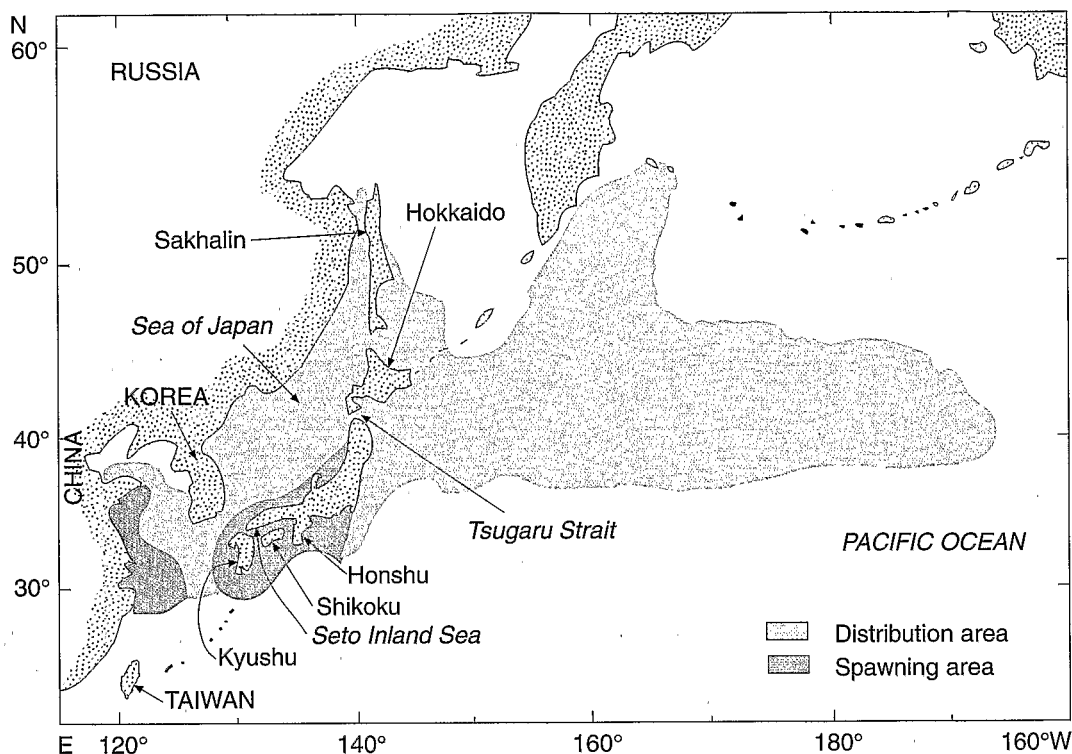 N
60°
RUSSIA
Hokkaido
Sakhalin
50°
Sea of Japan
KOREA
40°
CHINA
Tsugaru Strait
PACIFIC OCEAN
Honshu
30°
Shikoku
Seto Inland Sea
Kyushu
Distribution area
Spawning area
TAIWAN
E 120° 140° 160° 180° 160°W